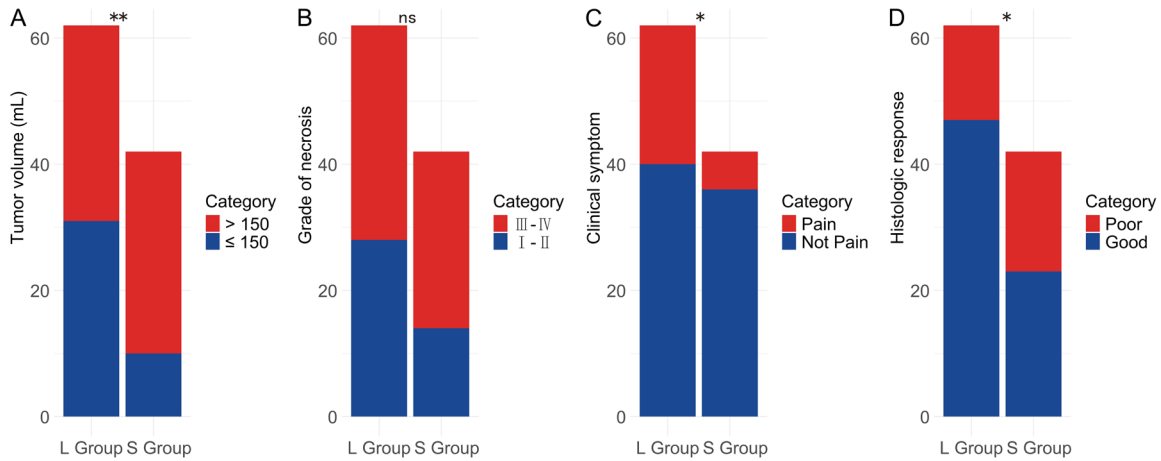 A
**
Tumor volume (mL)
60
40
20
0
L Group
S Group
Category
> 150
≤ 150
B
ns
Grade of necrosis
60
40
20
0
L Group
S Group
Category
Ⅲ - Ⅳ
Ⅰ - Ⅱ
C
*
Clinical symptom
60
40
20
0
L Group
S Group
Category
Pain
Not Pain
D
*
Histologic response
60
40
20
0
L Group
S Group
Category
Poor
Good